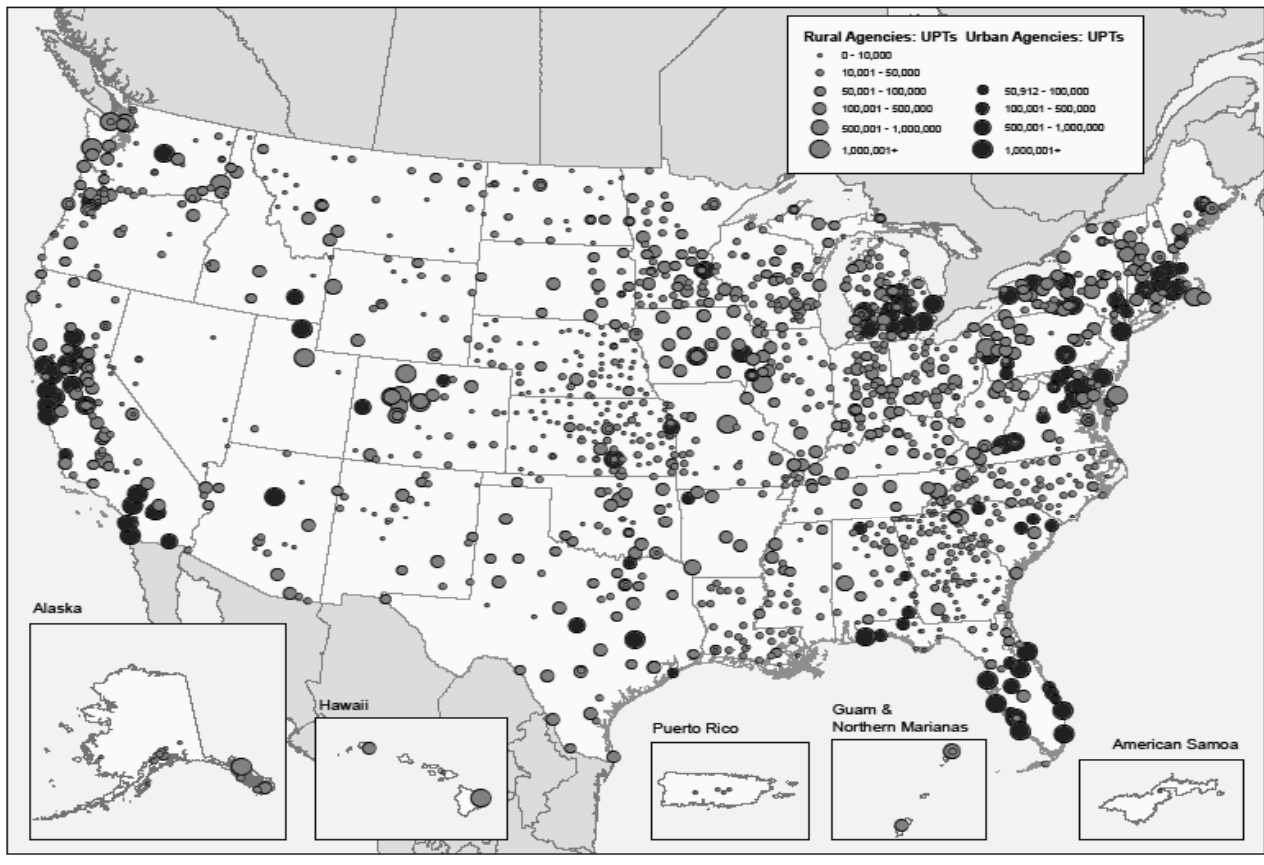 Rural Agencies: UPTs Urban Agencies: UPTs
0 - 10,000
10,001 - 50,000
50,001 - 100,000 50,912 - 100,000
100,001 - 500,000 100,001 - 500,000
500,001 - 1,000,000 500,001 - 1,000,000
1,000,001+ 1,000,001+
Alaska
Hawaii
Puerto Rico
Guam &
Northern Marianas
American Samoa